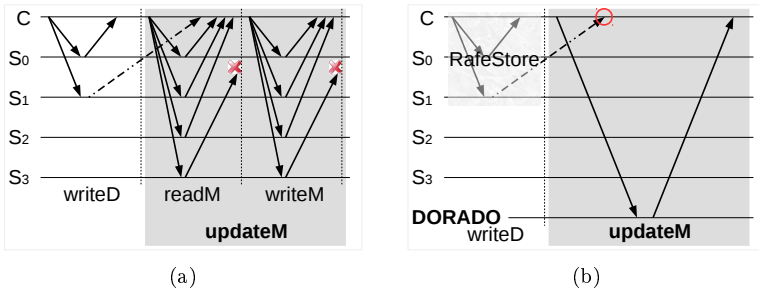 C
S0
S1
S2
S3
writeD readM writeM
updateM
(a)
C
S0
RafeStore
S1
S2
S3
DORADO
writeD updateM
(b)